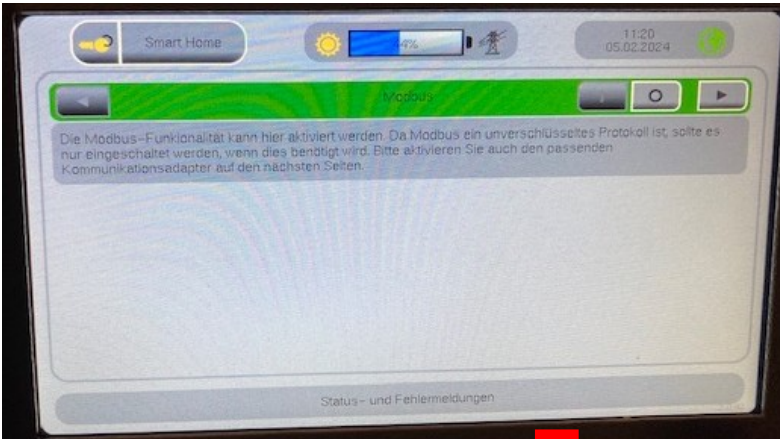 Smart Home
11:20
05.02.2024
Modbus
Die Modbus-Funktionalität kann hier aktiviert werden. Da Modbus ein unverschlüsseltes Protokoll ist, sollte es
nur eingeschaltet werden, wenn dies benötigt wird. Bitte aktivieren Sie auch den passenden
Kommunikationsadapter auf den nächsten Seiten.
Status- und Fehlermeldungen